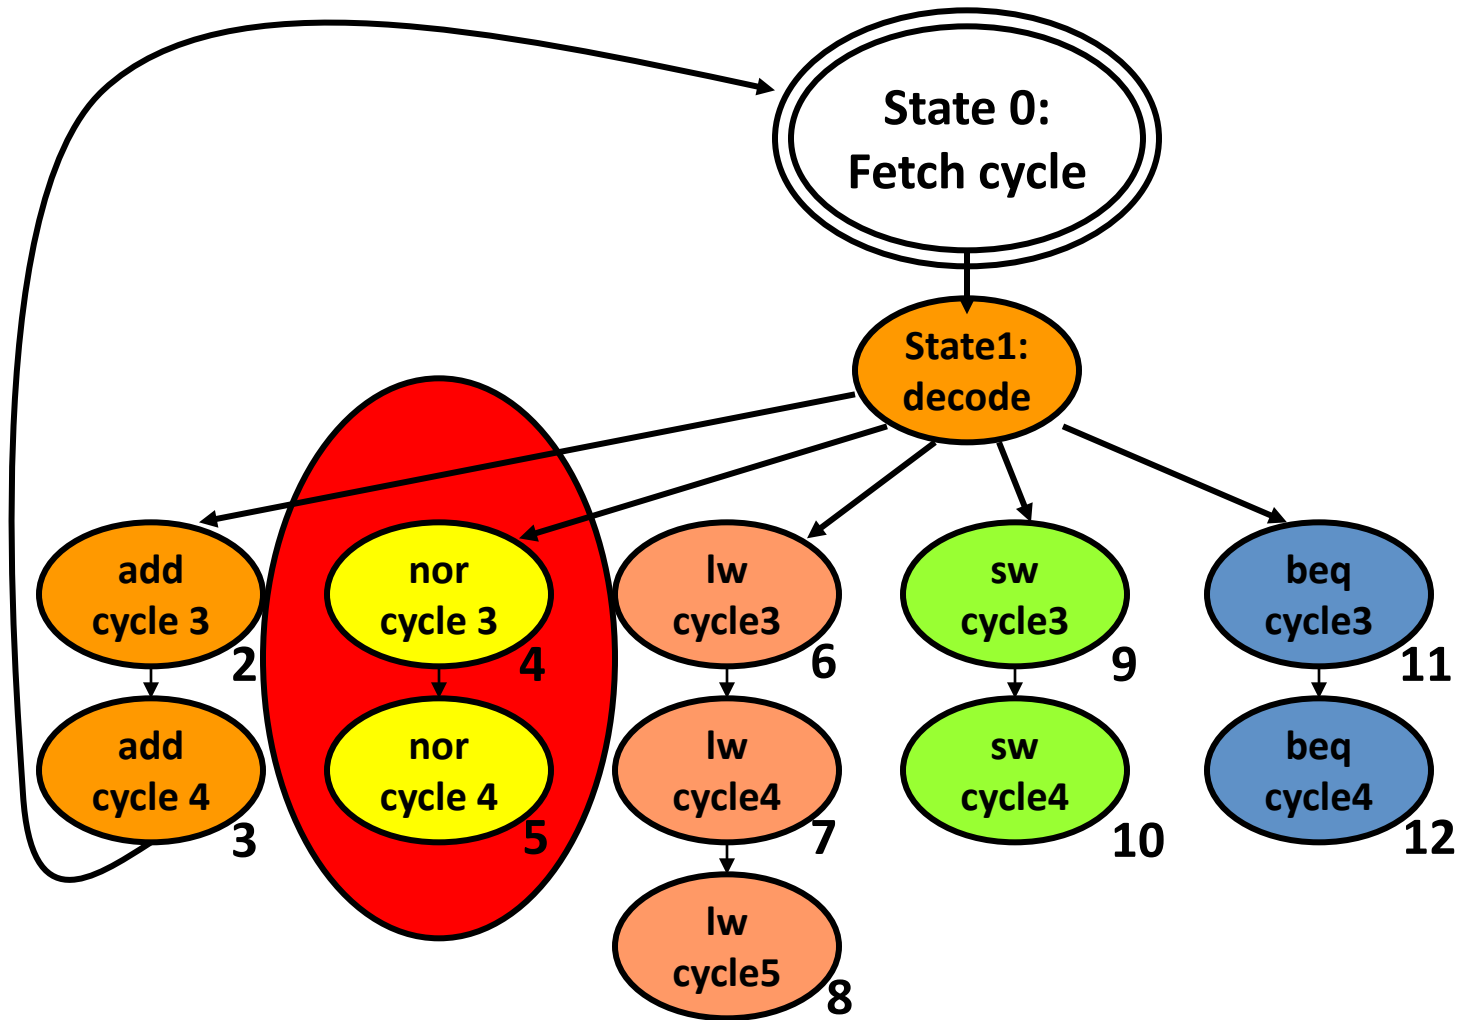 State 0:
Fetch cycle
State1:
decode
add
cycle 3
2
nor
cycle 3
4
lw
cycle3
6
sw
cycle3
9
beq
cycle3
11
add
cycle 4
3
nor
cycle 4
5
lw
cycle4
7
sw
cycle4
10
beq
cycle4
12
lw
cycle5
8